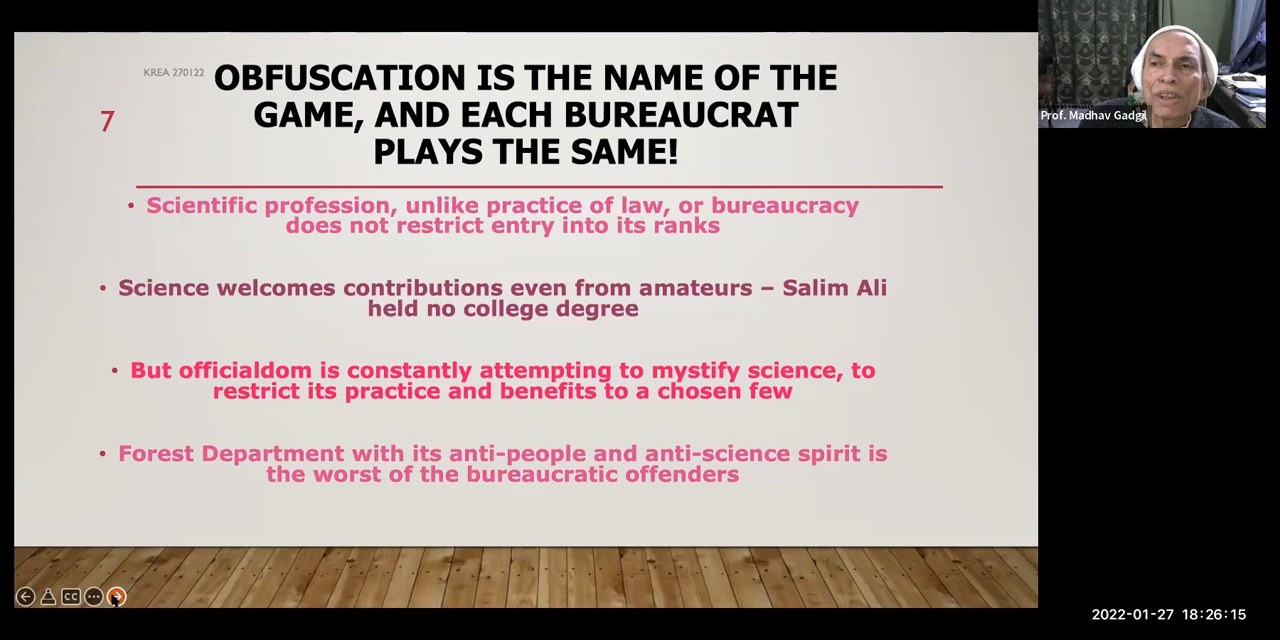 KREA 270122
OBFUSCATION IS THE NAME OF THE
GAME, AND EACH BUREAUCRAT
PLAYS THE SAME!
7
• Scientific profession, unlike practice of law, or bureaucracy
does not restrict entry into its ranks
• Science welcomes contributions even from amateurs – Salim Ali
held no college degree
• But officialdom is constantly attempting to mystify science, to
restrict its practice and benefits to a chosen few
• Forest Department with its anti-people and anti-science spirit is
the worst of the bureaucratic offenders
CC
Prof. Madhav Gadgil
2022-01-27 18:26:15